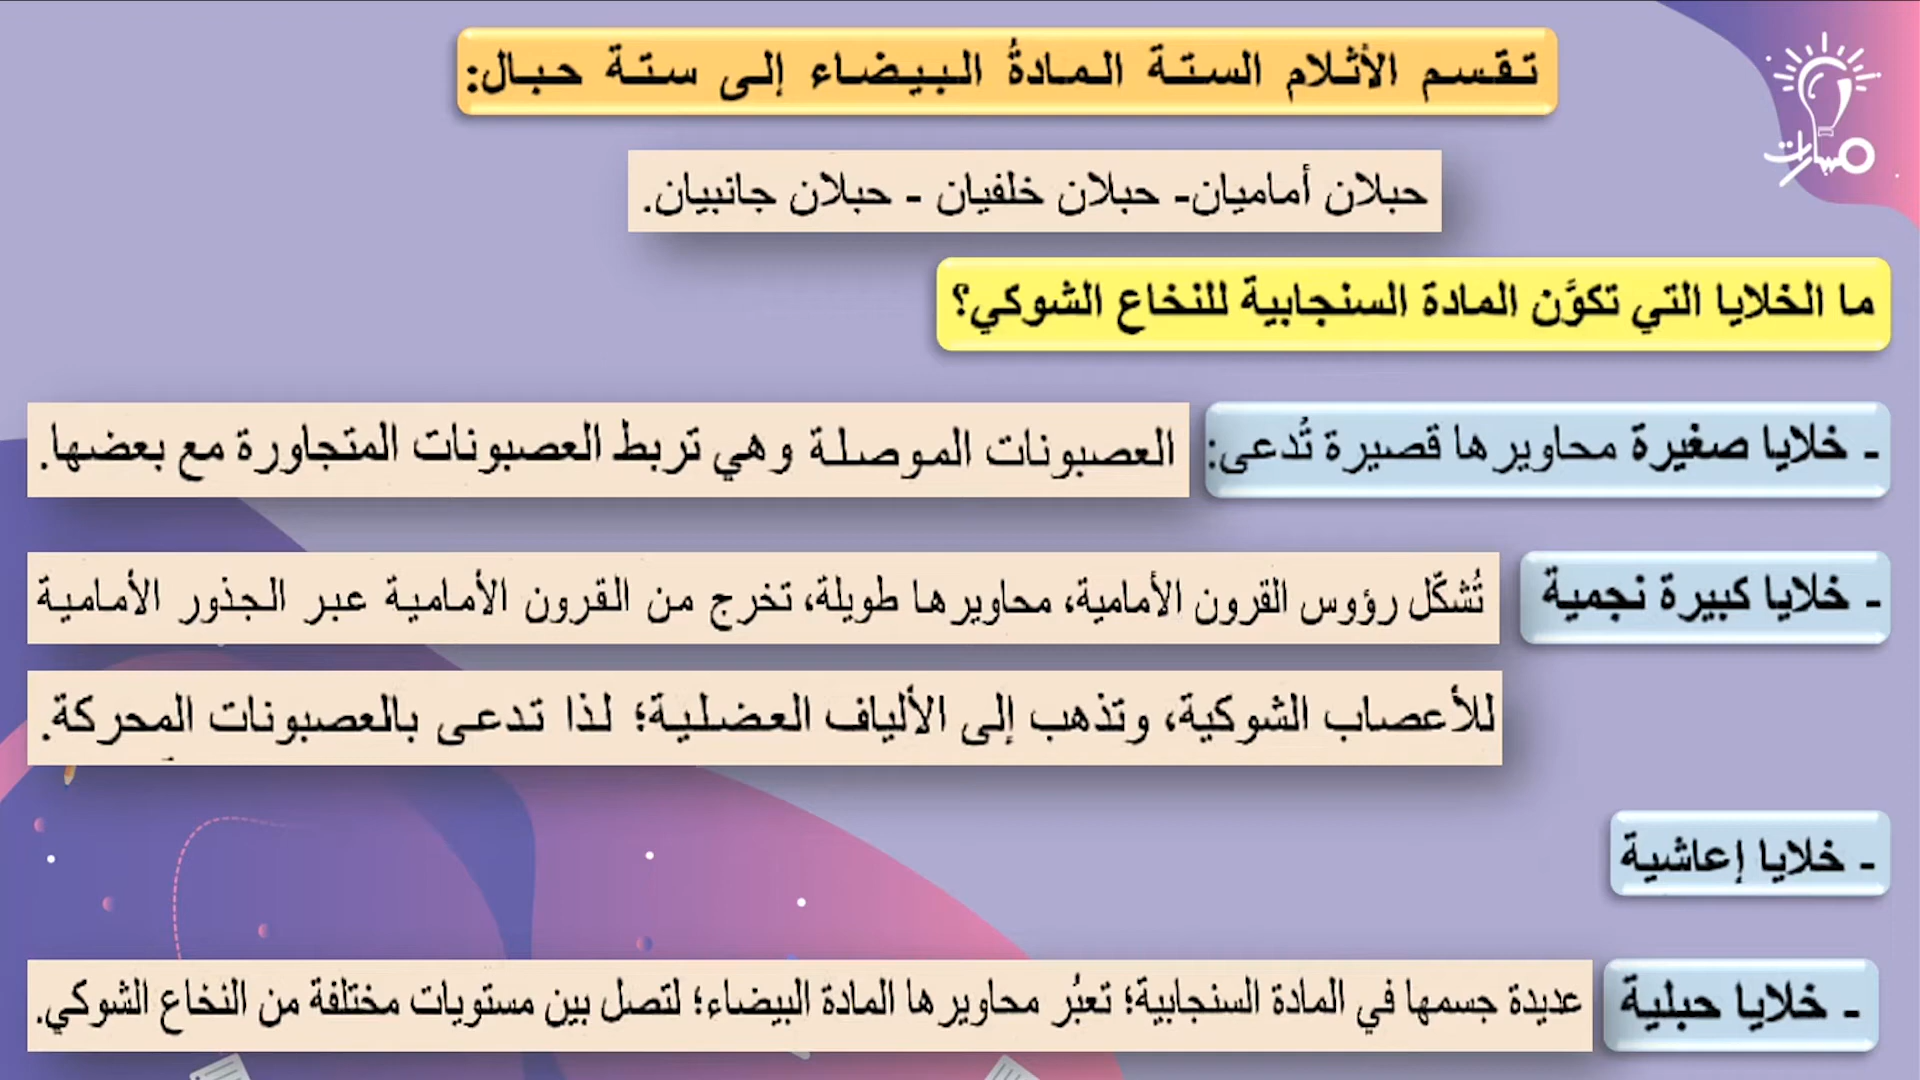 تقسم الأثلام الستة المادةُ البيضاء إلى ستة حبال:
مسارات
حبلان أماميان- حبلان خلفيان - حبلان جانبيان.
ما الخلايا التي تكوَّن المادة السنجابية للنخاع الشوكي؟
- خلايا صغيرة محاويرها قصيرة تُدعى: العصبونات الموصلة وهي تربط العصبونات المتجاورة مع بعضها.
- خلايا كبيرة نجمية تُشكّل رؤوس القرون الأمامية، محاويرها طويلة، تخرج من القرون الأمامية عبر الجذور الأمامية
للأعصاب الشوكية، وتذهب إلى الألياف العضلية؛ لذا تدعى بالعصبونات المحركة.
- خلايا إعاشية
- خلايا حبلية عديدة جسمها في المادة السنجابية؛ تعبُر محاويرها المادة البيضاء؛ لتصل بين مستويات مختلفة من النخاع الشوكي.